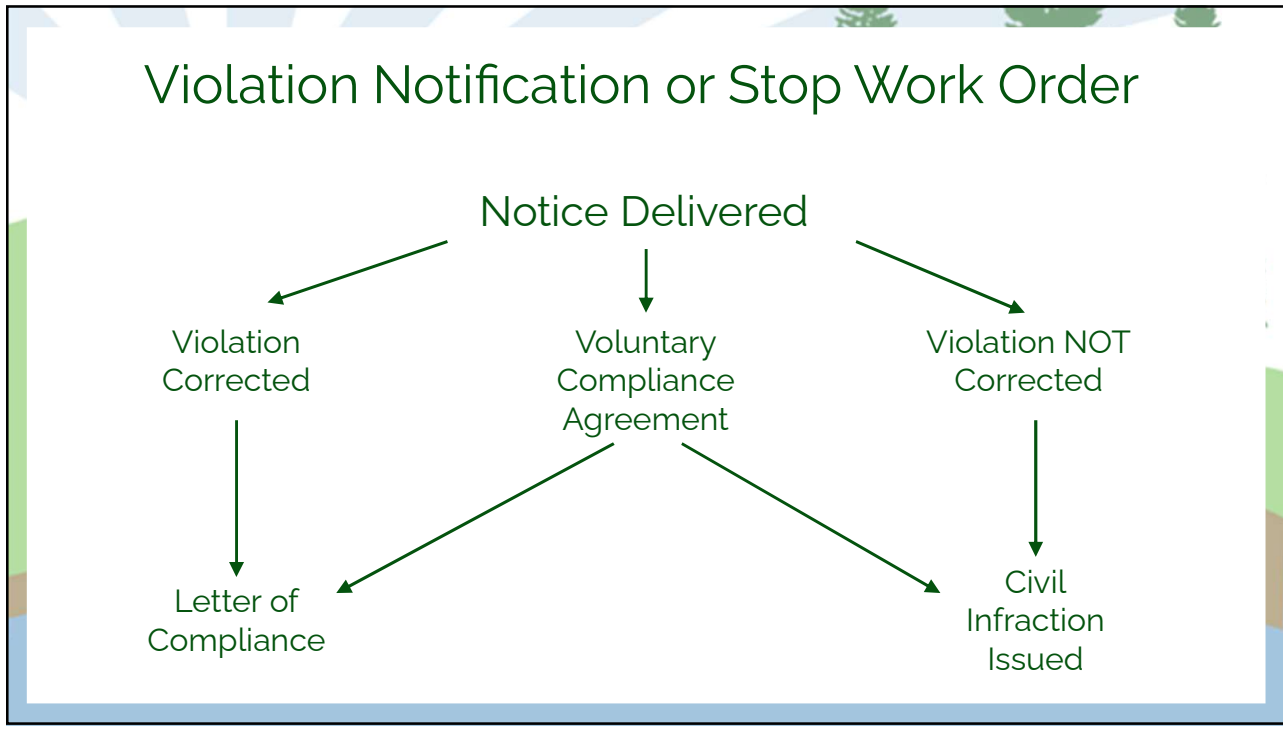 Violation Notification or Stop Work Order
Notice Delivered
Violation
Corrected
Voluntary
Compliance
Agreement
Violation NOT
Corrected
Letter of
Compliance
Civil
Infraction
Issued